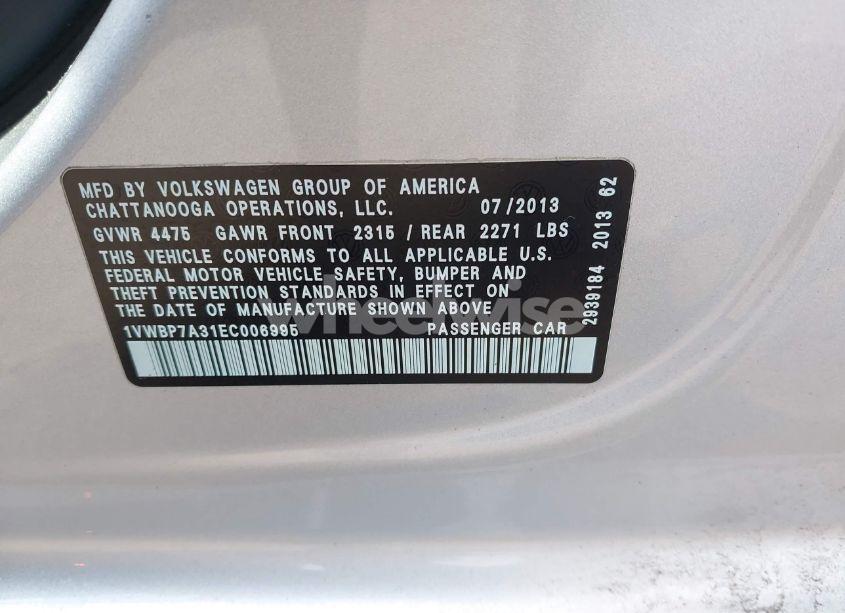 MFD BY VOLKSWAGEN GROUP OF AMERICA
CHATTANOOGA OPERATIONS, LLC. 07/2013
GVWR 4475 GAWR FRONT 2315 / REAR 2271 LBS
THIS VEHICLE CONFORMS TO ALL APPLICABLE U.S.
FEDERAL MOTOR VEHICLE SAFETY, BUMPER AND
THEFT PREVENTION STANDARDS IN EFFECT ON
THE DATE OF MANUFACTURE SHOWN ABOVE
1VWBP7A31EC006995 PASSENGER CAR
2939184 2013 62
wheelwise